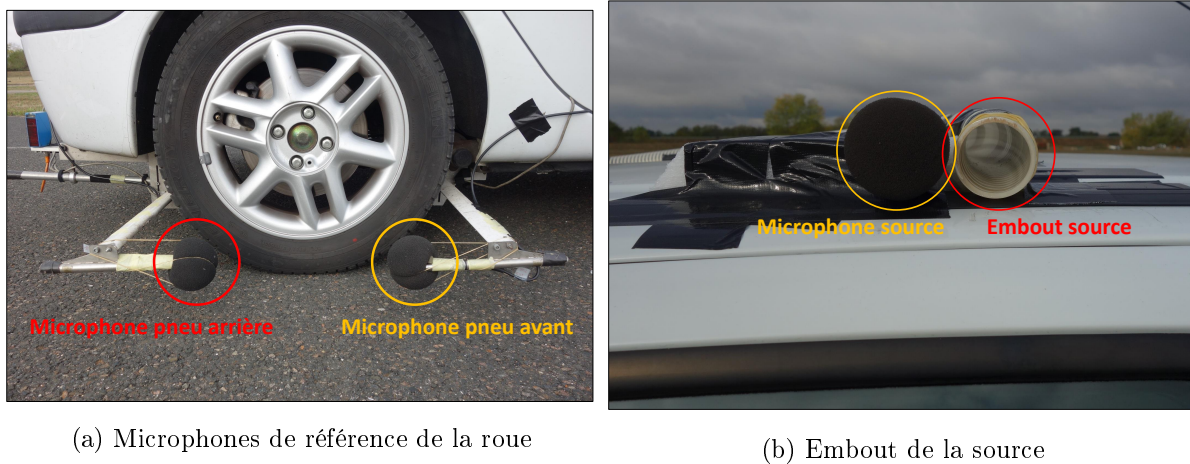 Microphone pneu arrière
Microphone pneu avant
(a) Microphones de référence de la roue
Microphone source
Embout source
(b) Embout de la source